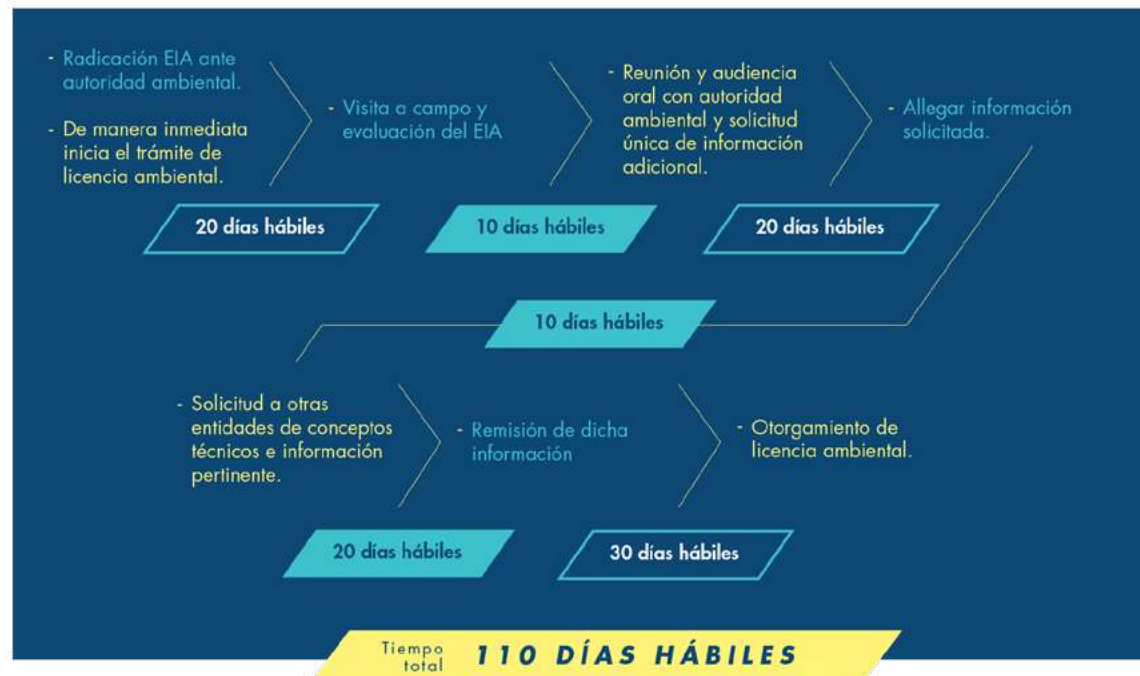 - Radicación EIA ante
autoridad ambiental.
- De manera inmediata
inicia el trámite de
licencia ambiental.
- Visita a campo y
evaluación del EIA
- Reunión y audiencia
oral con autoridad
ambiental y solicitud
única de información
adicional.
- Allegar información
solicitada.
20 días hábiles
10 días hábiles
20 días hábiles
10 días hábiles
- Solicitud a otras
entidades de conceptos
técnicos e información
pertinente.
- Remisión de dicha
información
- Otorgamiento de
licencia ambiental.
20 días hábiles
30 días hábiles
Tiempo
total
110 DÍAS HÁBILES